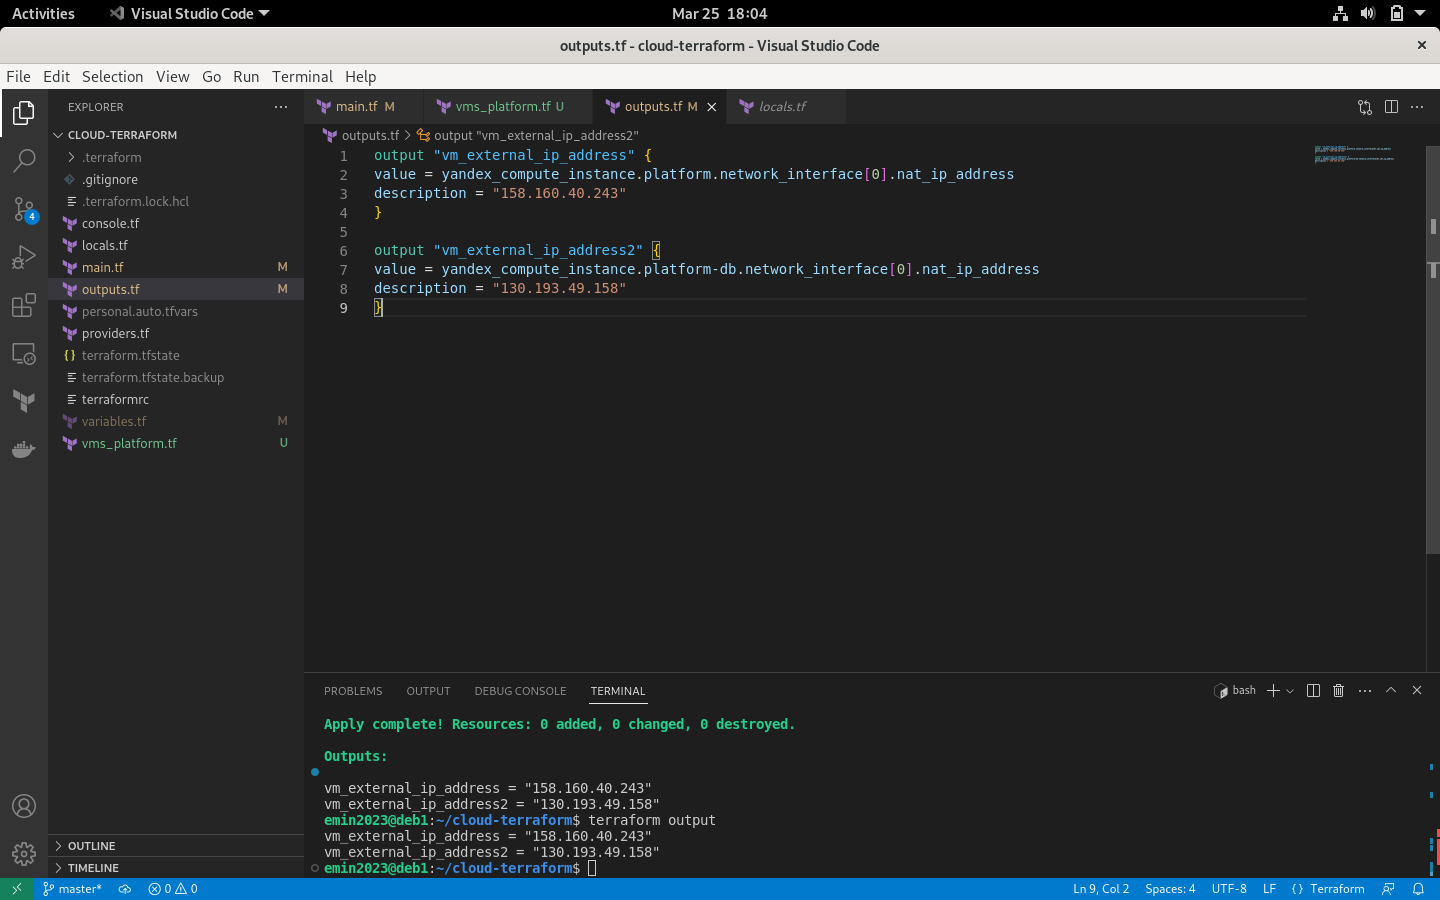 Activities
Visual Studio Code
Mar 25 18:04
outputs.tf - cloud-terraform - Visual Studio Code
File Edit Selection View Go Run Terminal Help
EXPLORER
CLOUD-TERRAFORM
.terraform
.gitignore
.terraform.lock.hcl
console.tf
locals.tf
main.tf M
outputs.tf M
personal.auto.tfvars
providers.tf
terraform.tfstate
terraform.tfstate.backup
terraformrc
variables.tf M
vms_platform.tf U
OUTLINE
TIMELINE
4
main.tf M
vms_platform.tf U
outputs.tf M
locals.tf
outputs.tf > output "vm_external_ip_address2"
1 output "vm_external_ip_address" {
2 value = yandex_compute_instance.platform.network_interface[0].nat_ip_address
3 description = "158.160.40.243"
4 }
5
6 output "vm_external_ip_address2" {
7 value = yandex_compute_instance.platform-db.network_interface[0].nat_ip_address
8 description = "130.193.49.158"
9 }
PROBLEMS OUTPUT DEBUG CONSOLE TERMINAL
bash
Apply complete! Resources: 0 added, 0 changed, 0 destroyed.
Outputs:
vm_external_ip_address = "158.160.40.243"
vm_external_ip_address2 = "130.193.49.158"
emin2023@deb1:~/cloud-terraform$ terraform output
vm_external_ip_address = "158.160.40.243"
vm_external_ip_address2 = "130.193.49.158"
emin2023@deb1:~/cloud-terraform$
master* 0 0
Ln 9, Col 2 Spaces: 4 UTF-8 LF {} Terraform